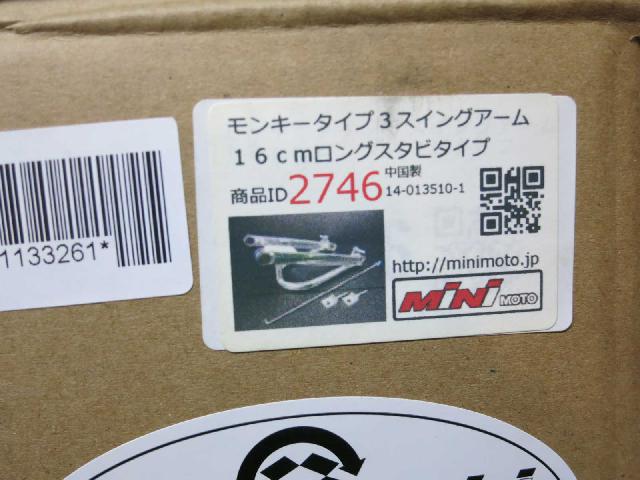 モンキータイプ3スイングアーム
16cmロングスタビタイプ
商品ID2746 中国製
14-013510-1
http://minimoto.jp
MiNi MOTO
1133261*